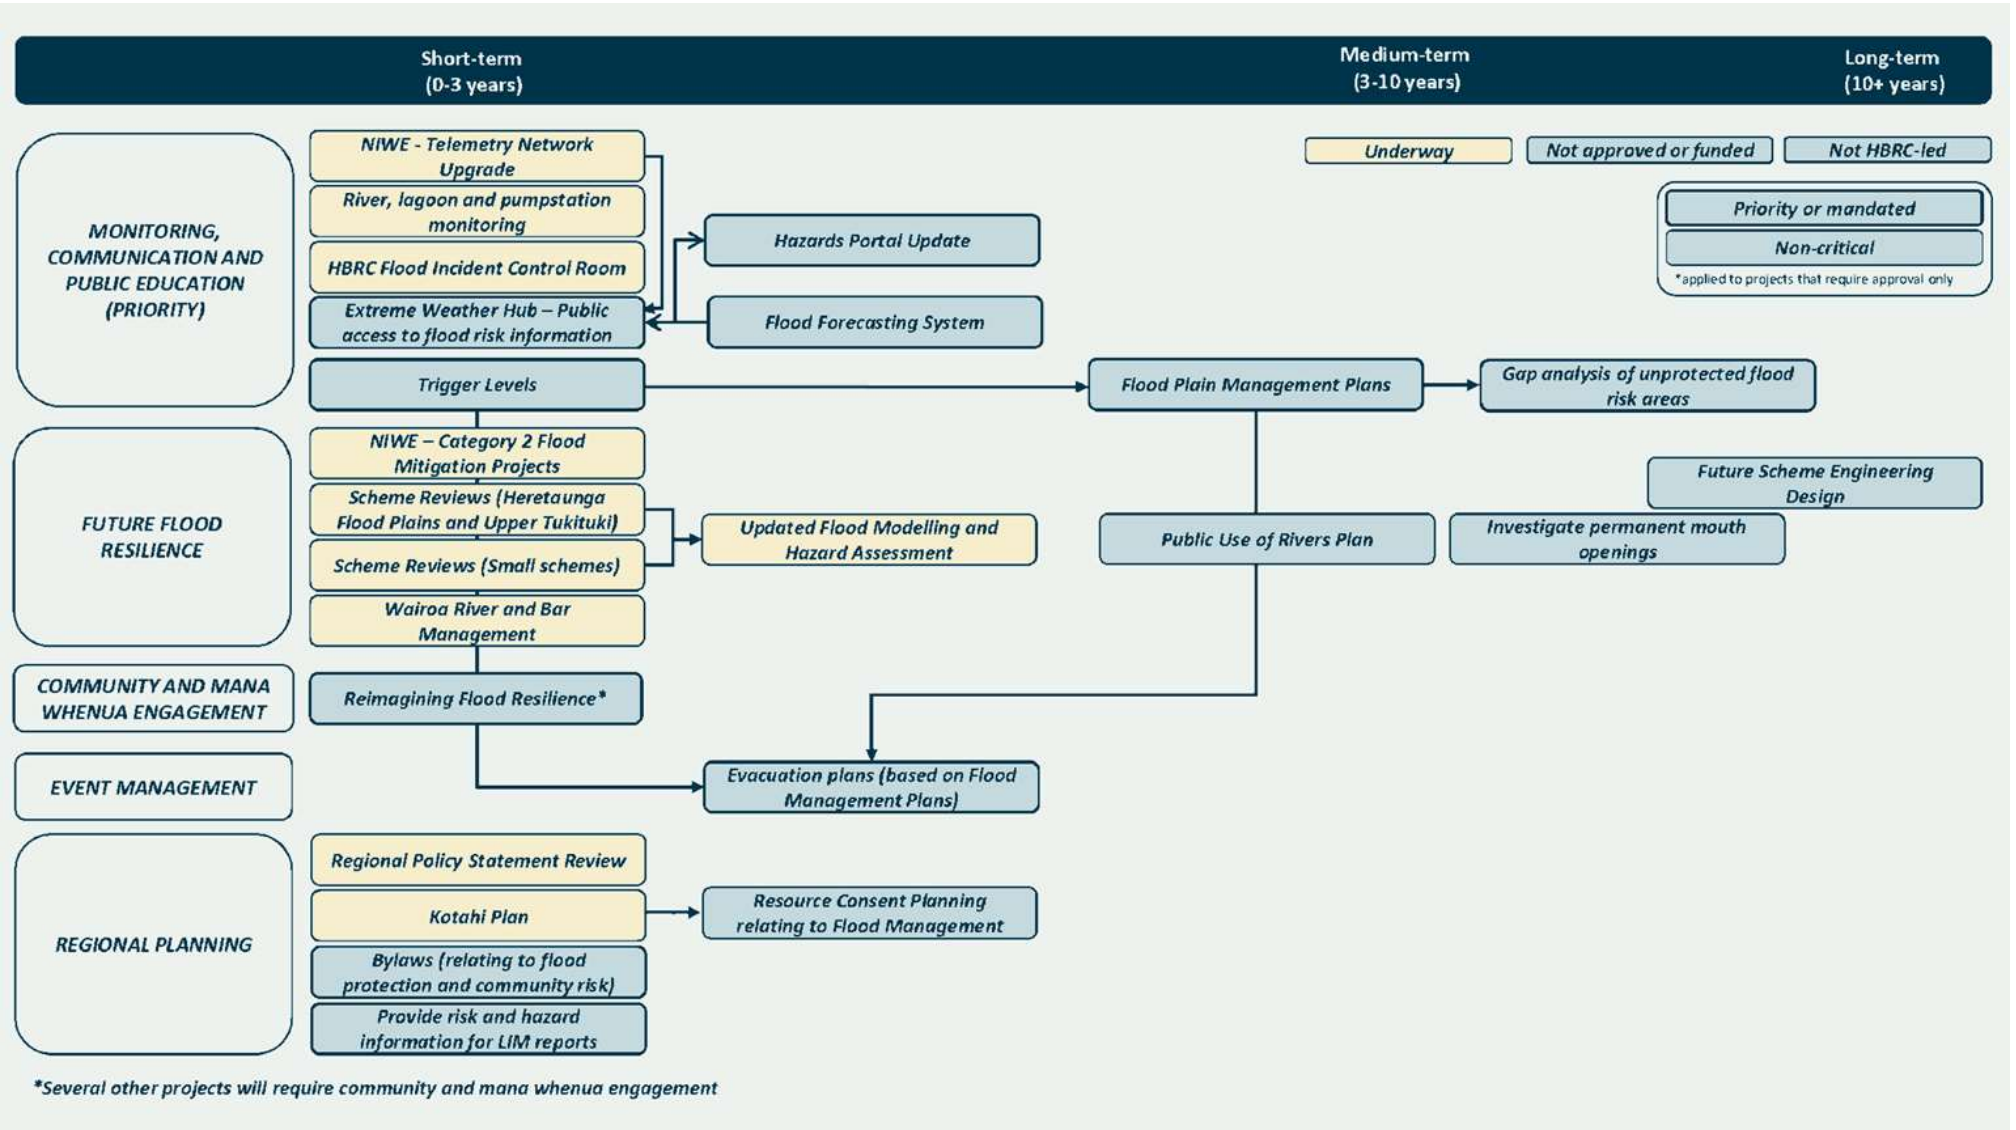 Short-term
(0-3 years)
Medium-term
(3-10 years)
Long-term
(10+ years)
MONITORING,
COMMUNICATION AND
PUBLIC EDUCATION
(PRIORITY)
NIWE - Telemetry Network
Upgrade
River, lagoon and pumpstation
monitoring
HBRC Flood Incident Control Room
Extreme Weather Hub – Public
access to flood risk information
Trigger Levels
Hazards Portal Update
Flood Forecasting System
Underway
Not approved or funded
Not HBRC-led
Priority or mandated
Non-critical
*applied to projects that require approval only
Flood Plain Management Plans
Gap analysis of unprotected flood
risk areas
FUTURE FLOOD
RESILIENCE
NIWE – Category 2 Flood
Mitigation Projects
Scheme Reviews (Heretaunga
Flood Plains and Upper Tukituki)
Scheme Reviews (Small schemes)
Wairoa River and Bar
Management
Updated Flood Modelling and
Hazard Assessment
Public Use of Rivers Plan
Future Scheme Engineering
Design
Investigate permanent mouth
openings
COMMUNITY AND MANA
WHENUA ENGAGEMENT
Reimagining Flood Resilience*
EVENT MANAGEMENT
Evacuation plans (based on Flood
Management Plans)
REGIONAL PLANNING
Regional Policy Statement Review
Kotahi Plan
Bylaws (relating to flood
protection and community risk)
Provide risk and hazard
information for LIM reports
Resource Consent Planning
relating to Flood Management
*Several other projects will require community and mana whenua engagement